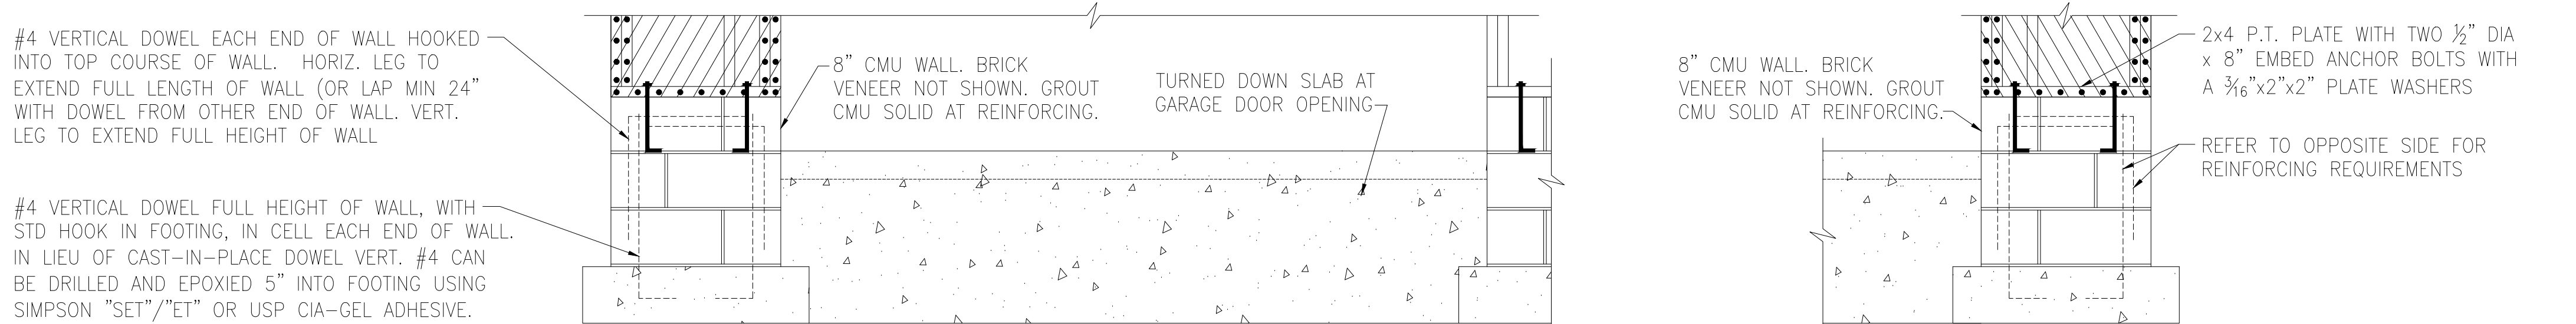 #4 VERTICAL DOWEL EACH END OF WALL HOOKED
INTO TOP COURSE OF WALL. HORIZ. LEG TO
EXTEND FULL LENGTH OF WALL (OR LAP MIN 24"
WITH DOWEL FROM OTHER END OF WALL. VERT.
LEG TO EXTEND FULL HEIGHT OF WALL
#4 VERTICAL DOWEL FULL HEIGHT OF WALL, WITH
STD HOOK IN FOOTING, IN CELL EACH END OF WALL.
IN LIEU OF CAST-IN-PLACE DOWEL VERT. #4 CAN
BE DRILLED AND EPOXIED 5" INTO FOOTING USING
SIMPSON "SET"/"ET" OR USP CIA-GEL ADHESIVE.
8" CMU WALL. BRICK
VENEER NOT SHOWN. GROUT
CMU SOLID AT REINFORCING.
TURNED DOWN SLAB AT
GARAGE DOOR OPENING
8" CMU WALL. BRICK
VENEER NOT SHOWN. GROUT
CMU SOLID AT REINFORCING.
2x4 P.T. PLATE WITH TWO ½" DIA
x 8" EMBED ANCHOR BOLTS WITH
A 3⁄16"x2"x2" PLATE WASHERS
REFER TO OPPOSITE SIDE FOR
REINFORCING REQUIREMENTS